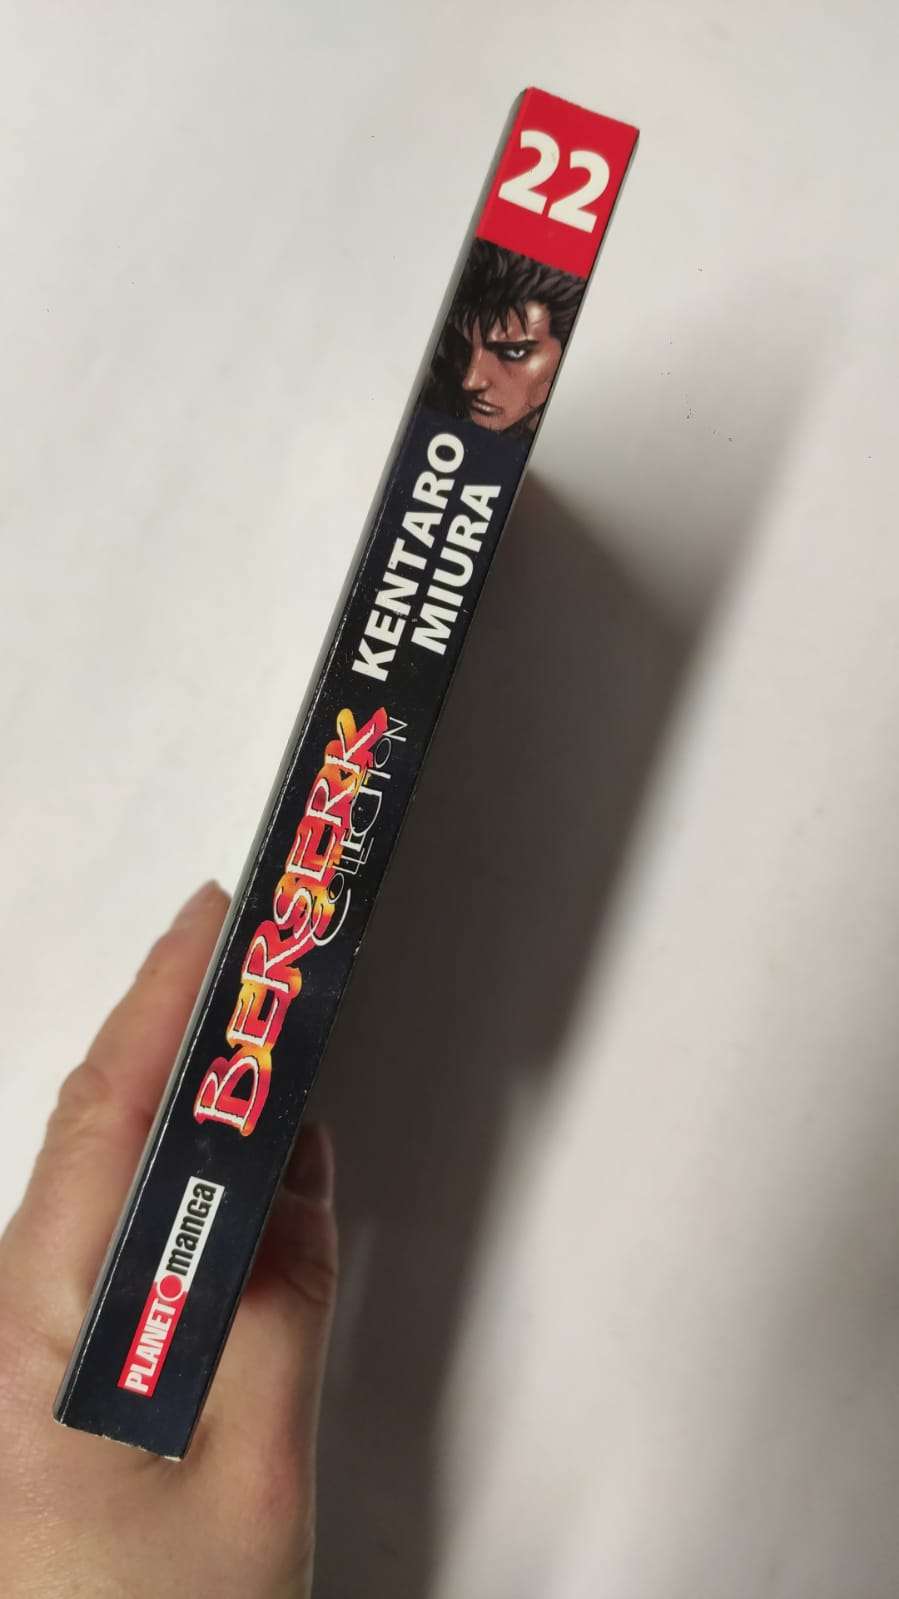 22
KENTARO
MIURA
BERSERK
COLLECTION
PLANET manga